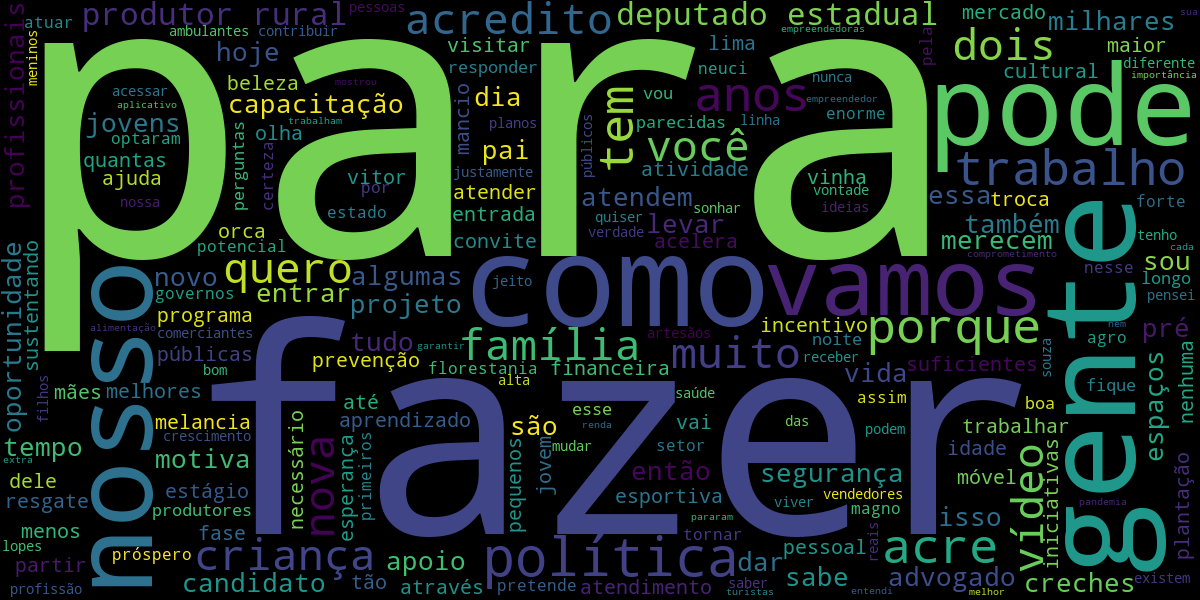 para
fazer
gente
nosso
como
vamos
pode
política
família
porque
quero
muito
trabalho
acredito
deputado estadual
produtor rural
milhares
mercado
dois
anos
você
tem
acre
vídeo
criança
nova
advogado
candidato
creches
segurança
capacitação
jovens
profissionais
oportunidade
sustentando
espaços
iniciativas
plantação
merecem
também
essa
troca
forte
sou
tenho
cada
comprometimento
nesse
longo
pensei
pré
agro
nenhuma
nem
fique
souza
boa
trabalhar
idade
móvel
pandemia
isso
magno
vendedores
existem
melhor
entendi
sabe
pessoal
dar
reais
tornar
viver
saber
turistas
atendimento
pretende
através
apoio
tão
profissão
partir
lopes
próspero
menos
fase
resgate
dele
extra
tempo
motiva
estágio
produtores
crescimento
melancia
mães
melhores
filhos
públicas
bom
comerciantes
alimentação
programa
governos
novo
potencial
orca
entrar
algumas
projeto
jeito
tudo
prevenção
garantir
florestania
financeira
alta
artesãos
receber
noite
incentivo
vida
assim
suficientes
podem
das
saúde
esse
renda
mudar
vai
setor
são
então
esportiva
pararam
jovem
pequenos
aprendizado
até
primeiros
esperança
necessário
atuar
ambulantes
contribuir
pessoas
meninos
hoje
beleza
mostrou
acessar
aplicativo
optaram
quantas
ajuda
nossa
perguntas
certeza
olha
trabalham
vitor
por
estado
visitar
responder
dia
mancio
planos
pai
justamente
atender
entrada
convite
lima
neuci
vou
parecidas
linha
públicos
atividade
atendem
quiser
verdade
levar
acelera
sonhar
empreendedoras
pela
sua
maior
cultural
diferente
importância
nunca
empreendedor
enorme
vinha
vontade
ideias